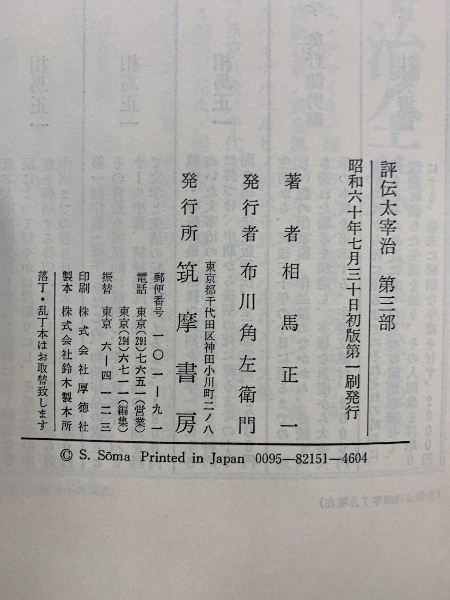 評伝太宰治　第三部
昭和六十年七月三十日初版第一刷発行
著者　相馬正一
発行者　布川角左衛門
発行所　筑摩書房
東京都千代田区神田小川町二ノ八
郵便番号　一〇一―九一
電話　東京(291)七六五一(営業)
東京(294)六七一一(編集)
振替　東京　六―四一二三
印刷　株式会社厚徳社
製本　株式会社鈴木製本所
落丁・乱丁本はお取替致します
© S. Sōma Printed in Japan 0095-82151-4604